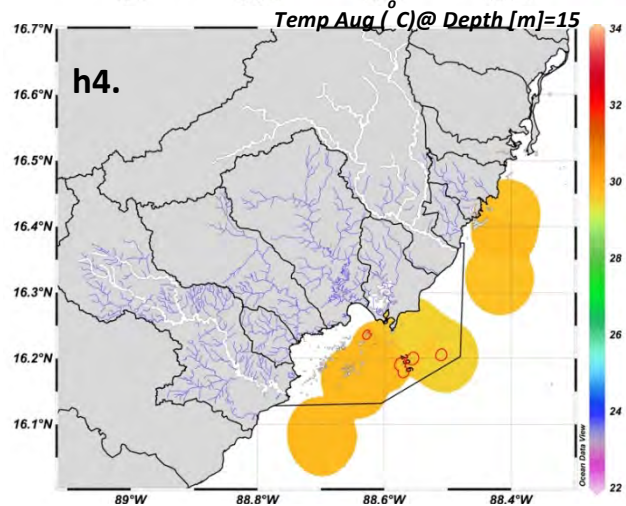 Temp Aug (°C)@ Depth [m]=15
16.7°N
34
h4.
16.6°N
32
16.5°N
30
16.4°N
28
16.3°N
26
16.2°N
24
16.1°N
22
Ocean Data View
89°W
88.8°W
88.6°W
88.4°W